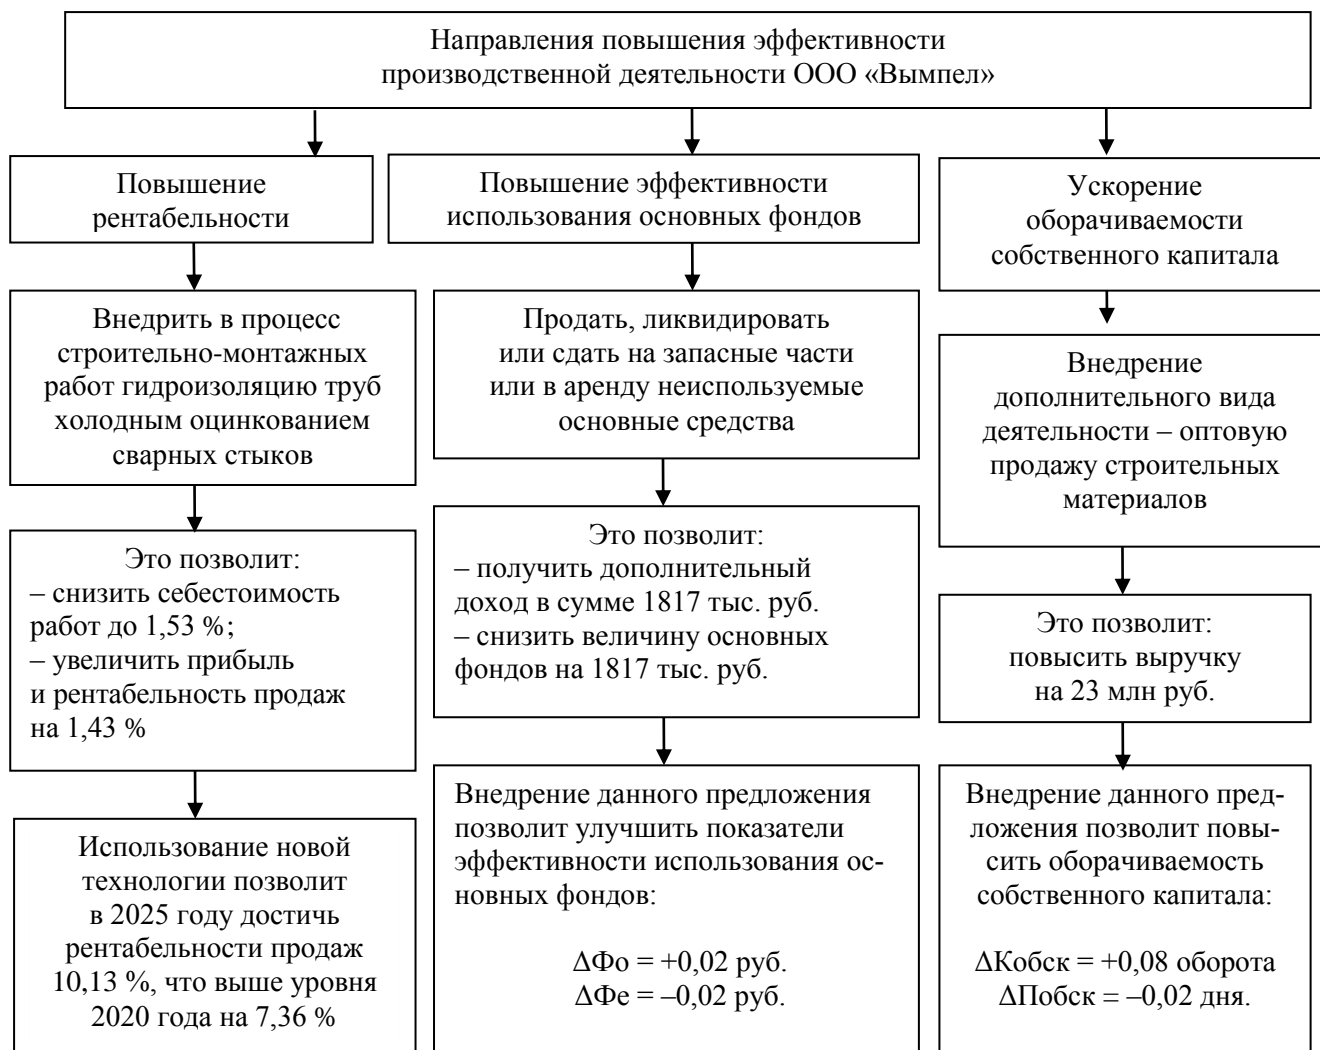 Направления повышения эффективности
производственной деятельности ООО «Вымпел»
Повышение
рентабельности
Внедрить в процесс
строительно-монтажных
работ гидроизоляцию труб
холодным оцинкованием
сварных стыков
Это позволит:
– снизить себестоимость
работ до 1,53 %;
– увеличить прибыль
и рентабельность продаж
на 1,43 %
Использование новой
технологии позволит
в 2025 году достичь
рентабельности продаж
10,13 %, что выше уровня
2020 года на 7,36 %
Повышение эффективности
использования основных фондов
Продать, ликвидировать
или сдать на запасные части
или в аренду неиспользуемые
основные средства
Это позволит:
– получить дополнительный
доход в сумме 1817 тыс. руб.
– снизить величину основных
фондов на 1817 тыс. руб.
Внедрение данного предложения
позволит улучшить показатели
эффективности использования ос-
новных фондов:
ΔФо = +0,02 руб.
ΔФе = –0,02 руб.
Ускорение
оборачиваемости
собственного капитала
Внедрение
дополнительного вида
деятельности – оптовую
продажу строительных
материалов
Это позволит:
повысить выручку
на 23 млн руб.
Внедрение данного пред-
ложения позволит повы-
сить оборачиваемость
собственного капитала:
ΔКобск = +0,08 оборота
ΔПобск = –0,02 дня.